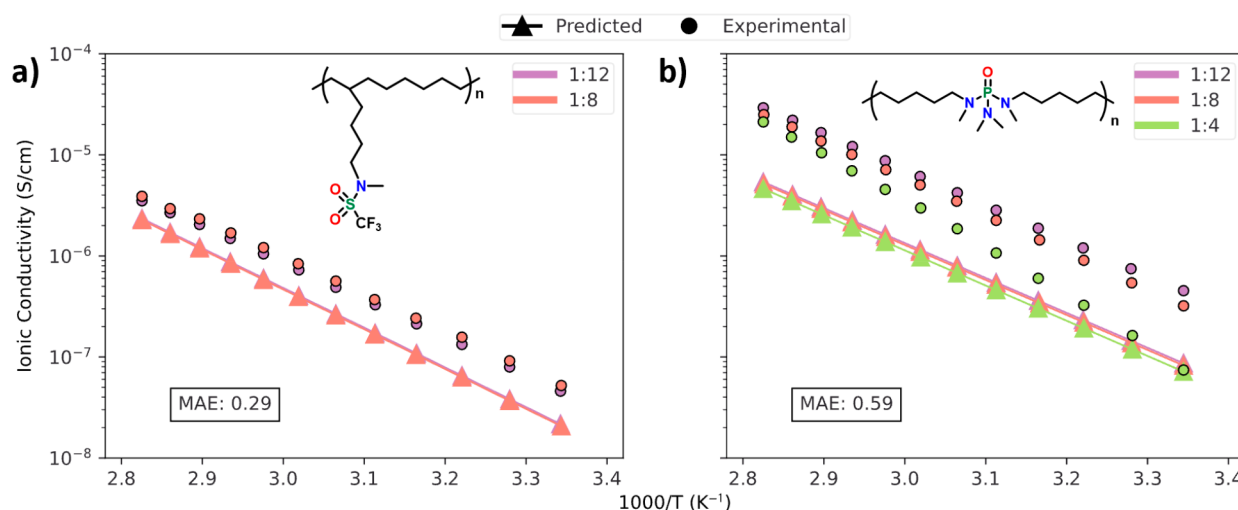 Predicted Experimental
a)
b)
Ionic Conductivity (S/cm)
10⁻⁴
10⁻⁵
10⁻⁶
10⁻⁷
10⁻⁸
1:12
1:8
n
N
O
S
O
CF₃
MAE: 0.29
2.8 2.9 3.0 3.1 3.2 3.3 3.4
1:12
1:8
1:4
O
P
N N
N
n
MAE: 0.59
2.8 2.9 3.0 3.1 3.2 3.3 3.4
1000/T (K⁻¹)